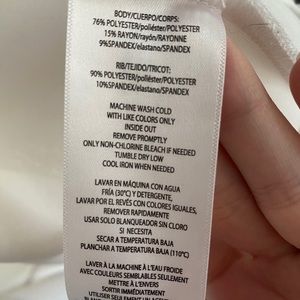 BODY/CUERPO/CORPS:
76% POLYESTER/poliéster/POLYESTER
15% RAYON/rayón/RAYONNE
9%SPANDEX/elastano/SPANDEX
RIB/TEJIDO/TRICOT:
90% POLYESTER/poliéster/POLYESTER
10%SPANDEX/elastano/SPANDEX
MACHINE WASH COLD
WITH LIKE COLORS ONLY
INSIDE OUT
REMOVE PROMPTLY
ONLY NON-CHLORINE BLEACH IF NEEDED
TUMBLE DRY LOW
COOL IRON WHEN NEEDED
LAVAR EN MÁQUINA CON AGUA
FRÍA (30°C) Y DETERGENTE,
LAVAR POR EL REVÉS CON COLORES IGUALES,
REMOVER RAPIDAMENTE
USAR SOLO BLANQUEADOR SIN CLORO
SI NECESITA
SECAR A TEMPERATURA BAJA
PLANCHAR A TEMPERATURA BAJA (110°C)
LAVER À LA MACHINE À L'EAU FROIDE
AVEC COULEURS SEMBLABLES SEULEMENT
METTRE À L'ENVERS
SORTIR IMMÉDIATEMENT
UTILISER SEULEMENT UN AGENT